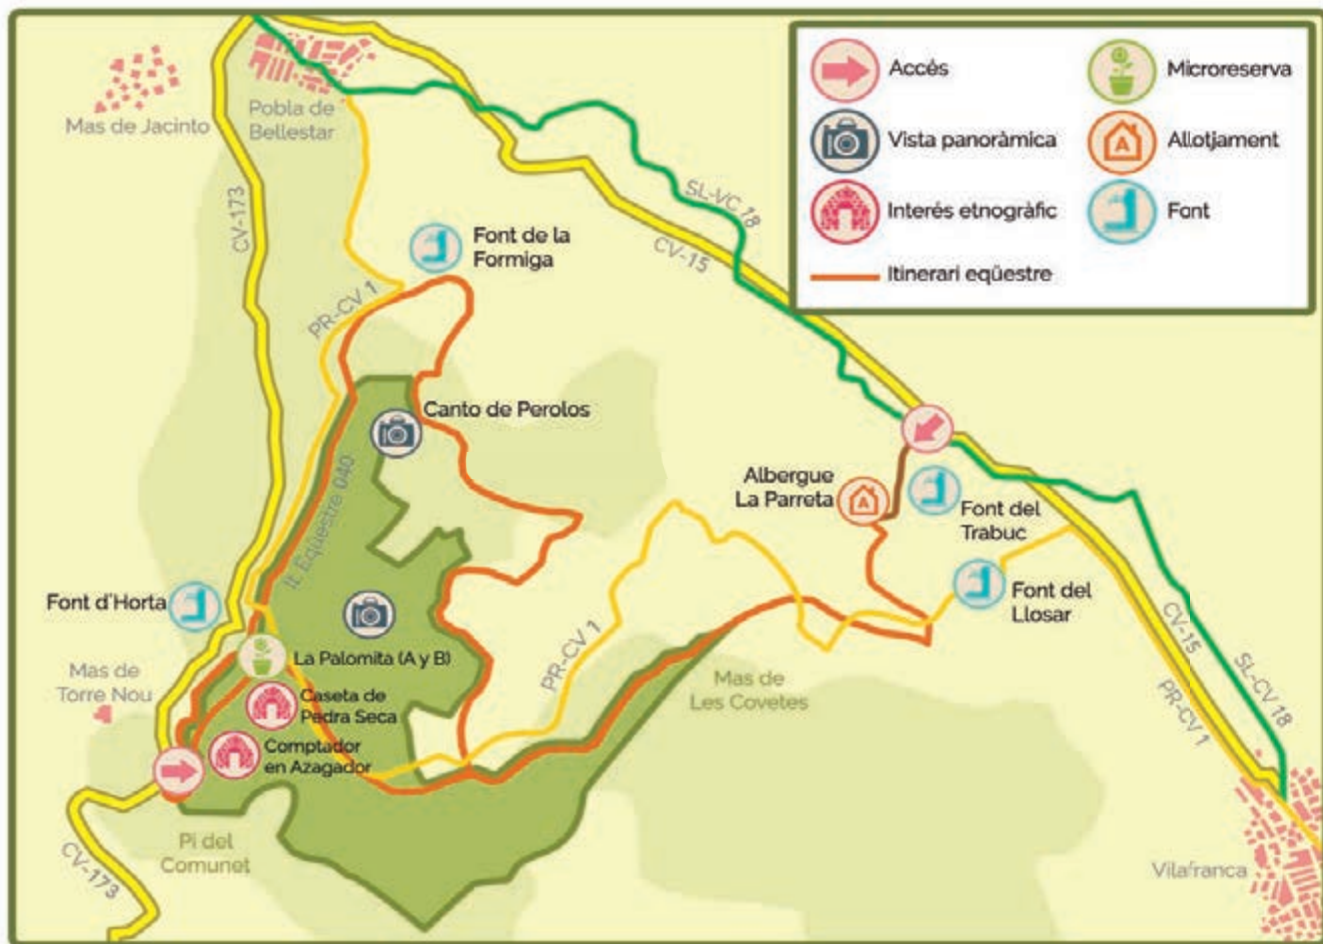 Accés
Microreserva
Vista panoràmica
Allotjament
Interés etnogràfic
Font
Itinerari eqüestre
Mas de Jacinto
Pobla de
Bellestar
CV-173
SL-VC 18
CV-15
Font de la
Formiga
PR-CV 1
Canto de Perolos
It. Eqüestre 040
Albergue
La Parreta
A
Font del
Trabuc
Font d'Horta
Font del
Llosar
La Palomita (A y B)
PR-CV 1
Mas de
Torre Nou
Caseta de
Pedra Seca
Mas de
Les Covetes
CV-15
SL-CV 18
PR-CV 1
Comptador
en Azagador
Pi del
Comunet
CV-173
Vilafranca
A